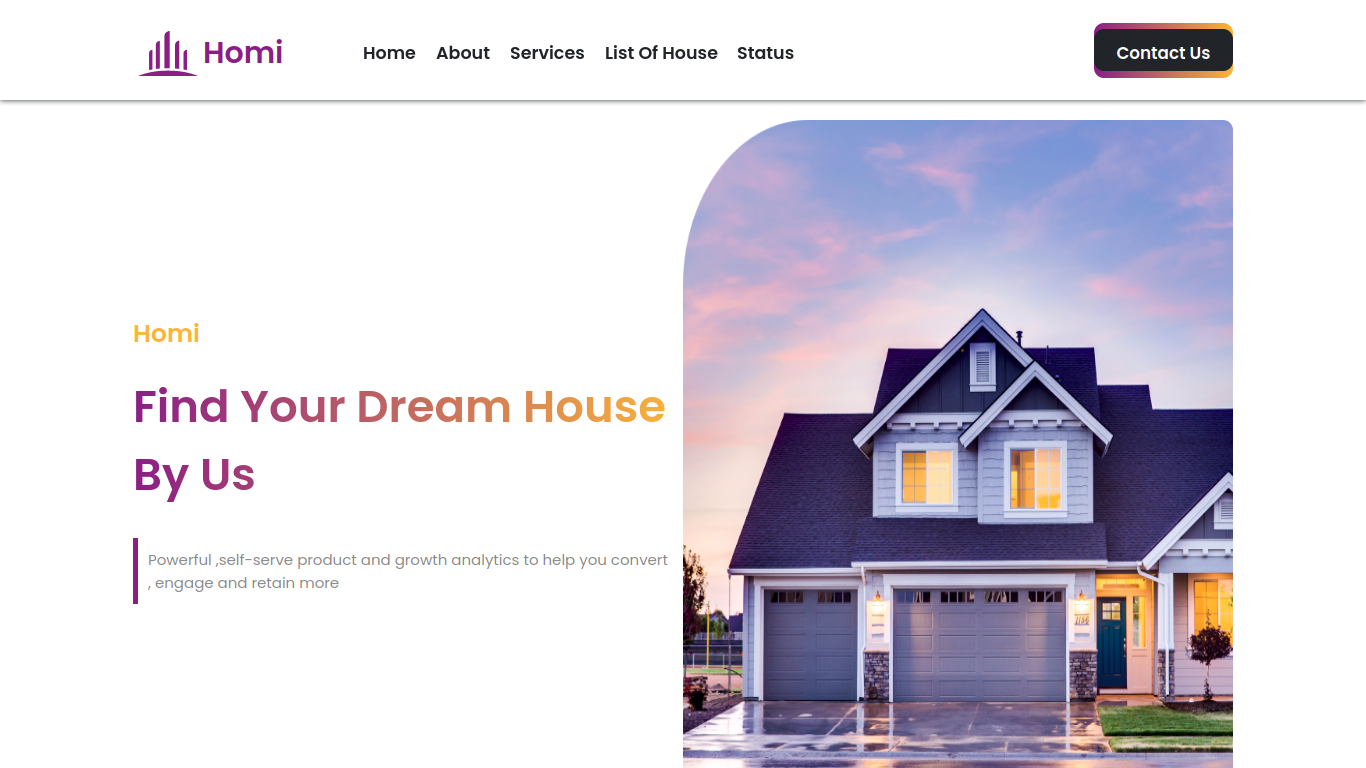 Homi
Home About Services List Of House Status
Contact Us
Homi
Find Your Dream House
By Us
Powerful ,self-serve product and growth analytics to help you convert
, engage and retain more